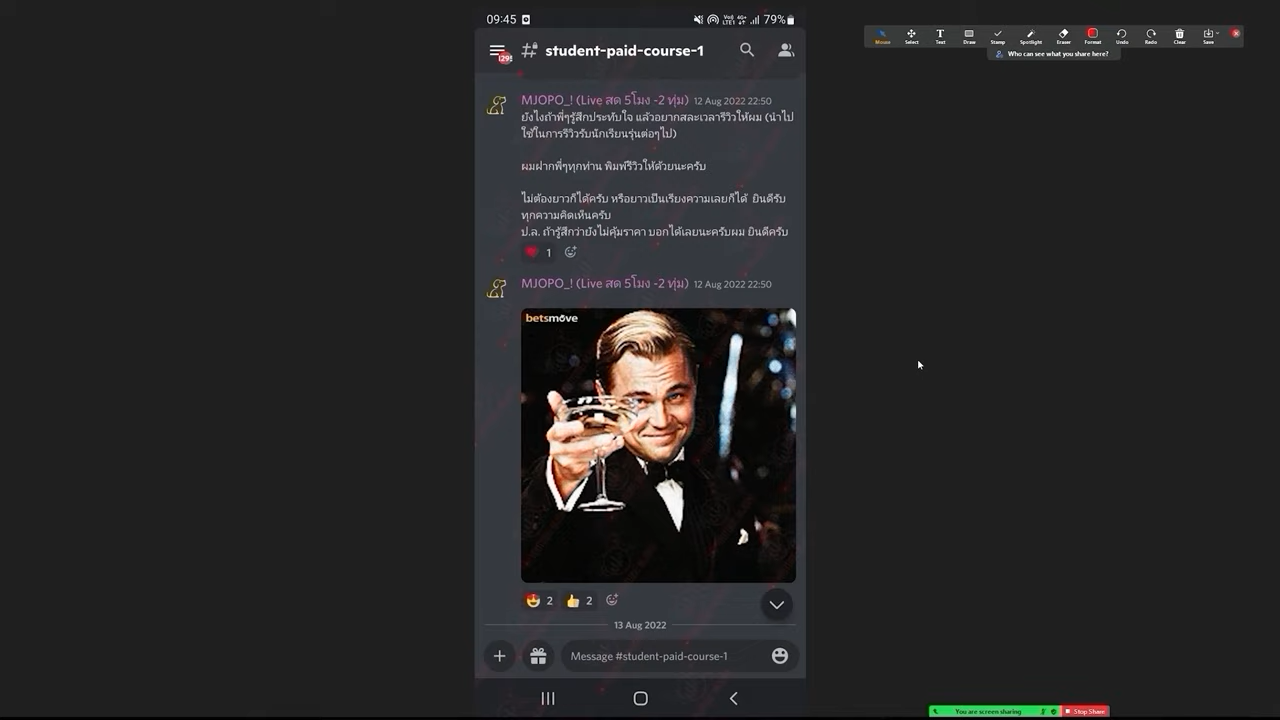 09:45
79%
# student-paid-course-1
MJOPO_! (Live สด 5โมง -2 ทุ่ม) 12 Aug 2022 22:50
ยังไงถ้าพี่ๆรู้สึกประทับใจ แล้วอยากสละเวลารีวิวให้ผม (นำไป
ใช้ในการรีวิวรับนักเรียนรุ่นต่อๆไป)
ผมฝากพี่ๆทุกท่าน พิมพ์รีวิวให้ด้วยนะครับ
ไม่ต้องยาวก็ได้ครับ หรือยาวเป็นเรียงความเลยก็ได้ ยินดีรับ
ทุกความคิดเห็นครับ
ป.ล. ถ้ารู้สึกว่ายังไม่คุ้มราคา บอกได้เลยนะครับผม ยินดีครับ
1
MJOPO_! (Live สด 5โมง -2 ทุ่ม) 12 Aug 2022 22:50
betsmove
2 2
13 Aug 2022
Message #student-paid-course-1
Mouse Select Text Draw Stamp Spotlight Eraser Format Undo Redo Clear Save
Who can see what you share here?
You are screen sharing Stop Share